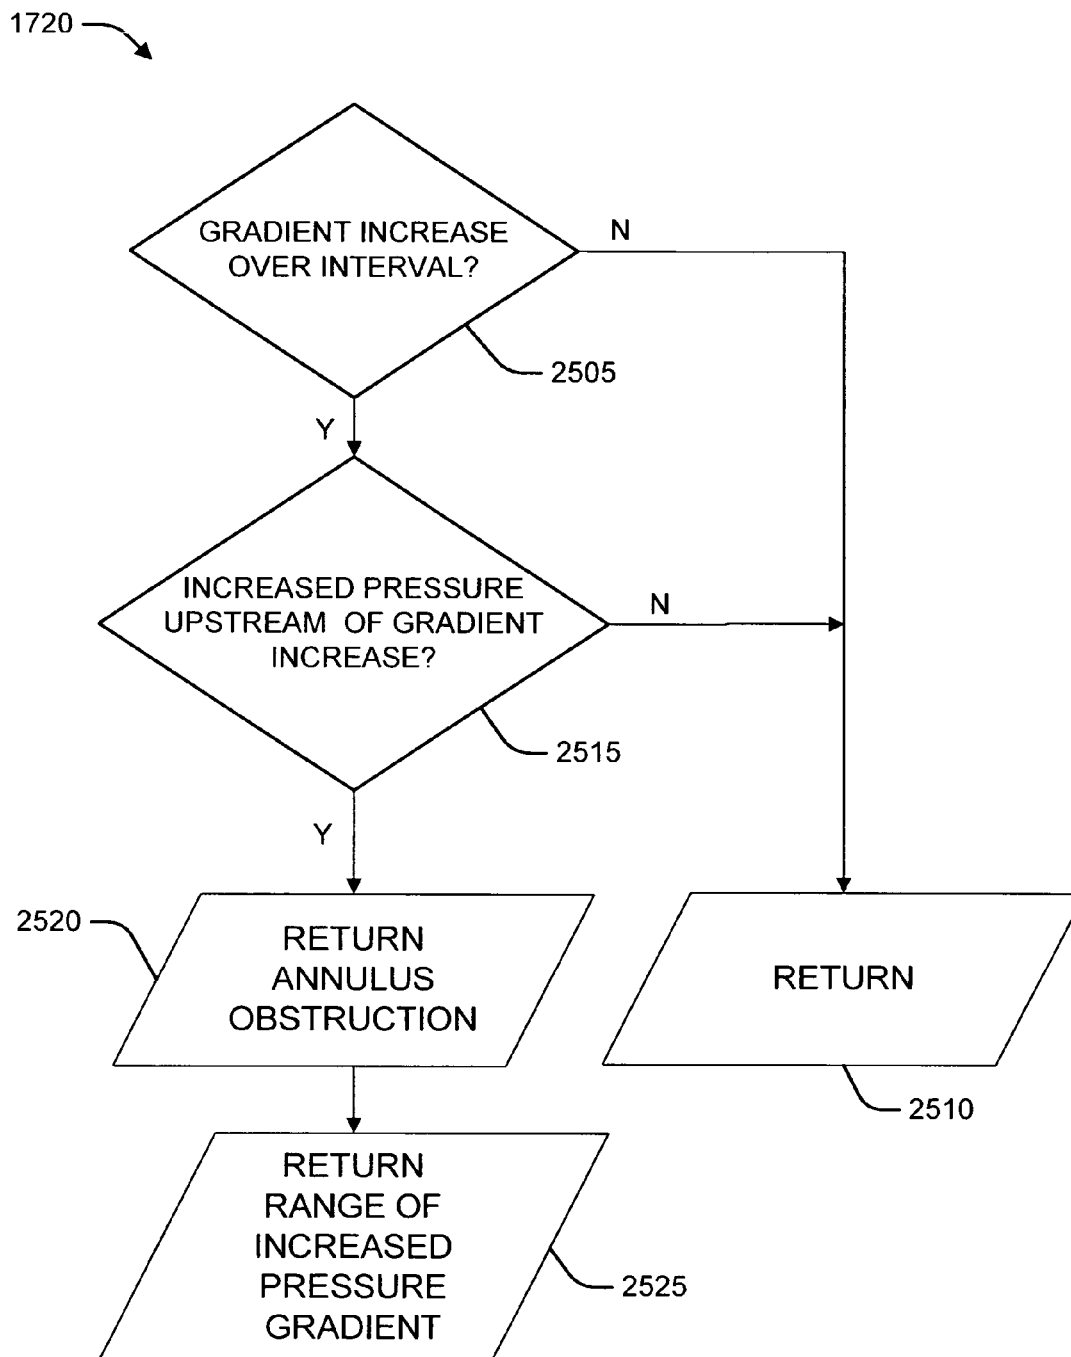 1720
GRADIENT INCREASE
OVER INTERVAL?
N
2505
Y
INCREASED PRESSURE
UPSTREAM OF GRADIENT
INCREASE?
N
2515
Y
2520
RETURN
ANNULUS
OBSTRUCTION
RETURN
2510
RETURN
RANGE OF
INCREASED
PRESSURE
GRADIENT
2525